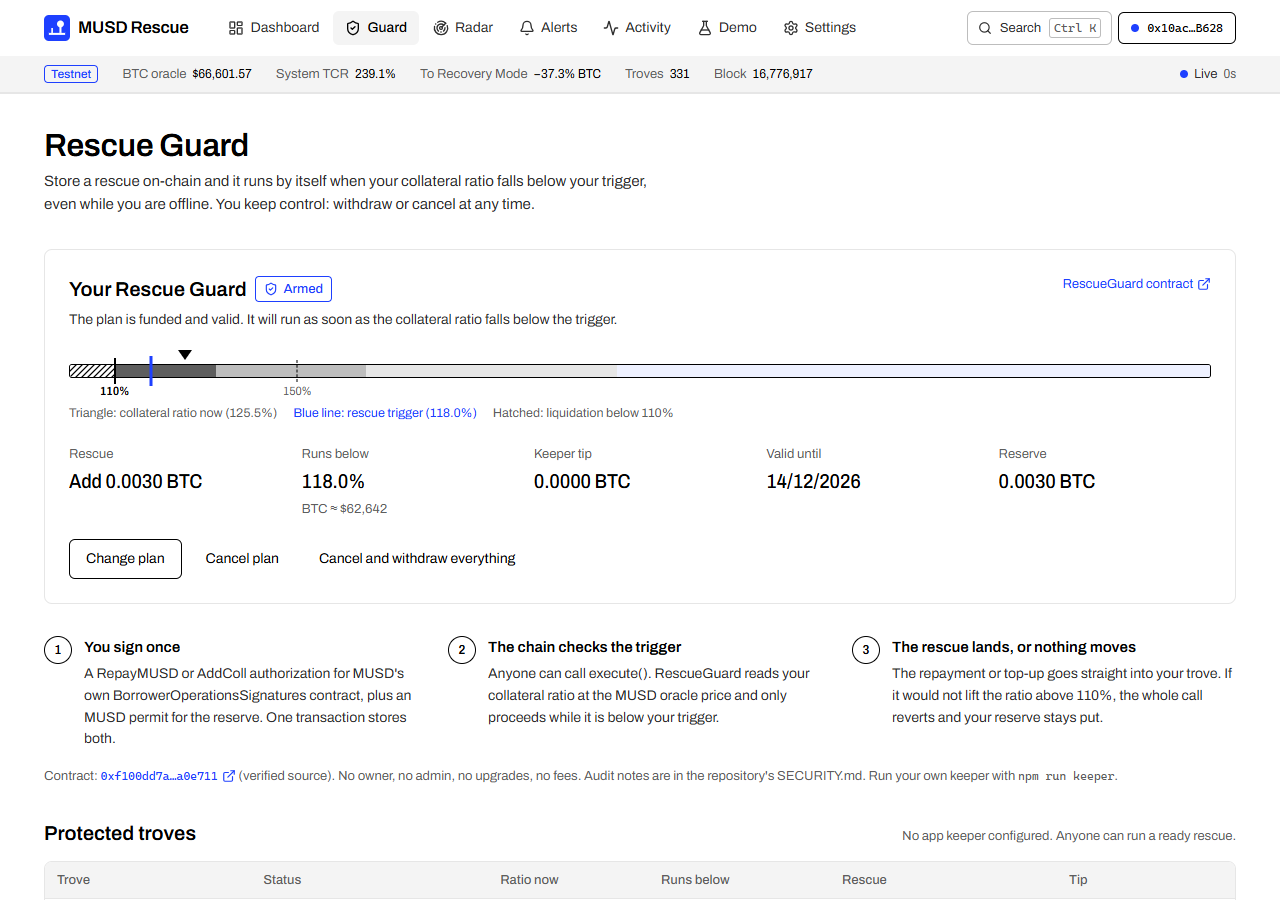 MUSD Rescue Dashboard Guard Radar Alerts Activity Demo Settings Search Ctrl K 0x10ac…B628
Testnet BTC oracle $66,601.57 System TCR 239.1% To Recovery Mode −37.3% BTC Troves 331 Block 16,776,917 Live 0s
Rescue Guard
Store a rescue on-chain and it runs by itself when your collateral ratio falls below your trigger,
even while you are offline. You keep control: withdraw or cancel at any time.
Your Rescue Guard Armed RescueGuard contract
The plan is funded and valid. It will run as soon as the collateral ratio falls below the trigger.
110% 150%
Triangle: collateral ratio now (125.5%) Blue line: rescue trigger (118.0%) Hatched: liquidation below 110%
Rescue Runs below Keeper tip Valid until Reserve
Add 0.0030 BTC 118.0% 0.0000 BTC 14/12/2026 0.0030 BTC
BTC ≈ $62,642
Change plan Cancel plan Cancel and withdraw everything
1 You sign once
A RepayMUSD or AddColl authorization for MUSD's
own BorrowerOperationsSignatures contract, plus an
MUSD permit for the reserve. One transaction stores
both.
2 The chain checks the trigger
Anyone can call execute(). RescueGuard reads your
collateral ratio at the MUSD oracle price and only
proceeds while it is below your trigger.
3 The rescue lands, or nothing moves
The repayment or top-up goes straight into your trove. If
it would not lift the ratio above 110%, the whole call
reverts and your reserve stays put.
Contract: 0xf100dd7a…a0e711 (verified source). No owner, no admin, no upgrades, no fees. Audit notes are in the repository's SECURITY.md. Run your own keeper with npm run keeper.
Protected troves No app keeper configured. Anyone can run a ready rescue.
Trove Status Ratio now Runs below Rescue Tip